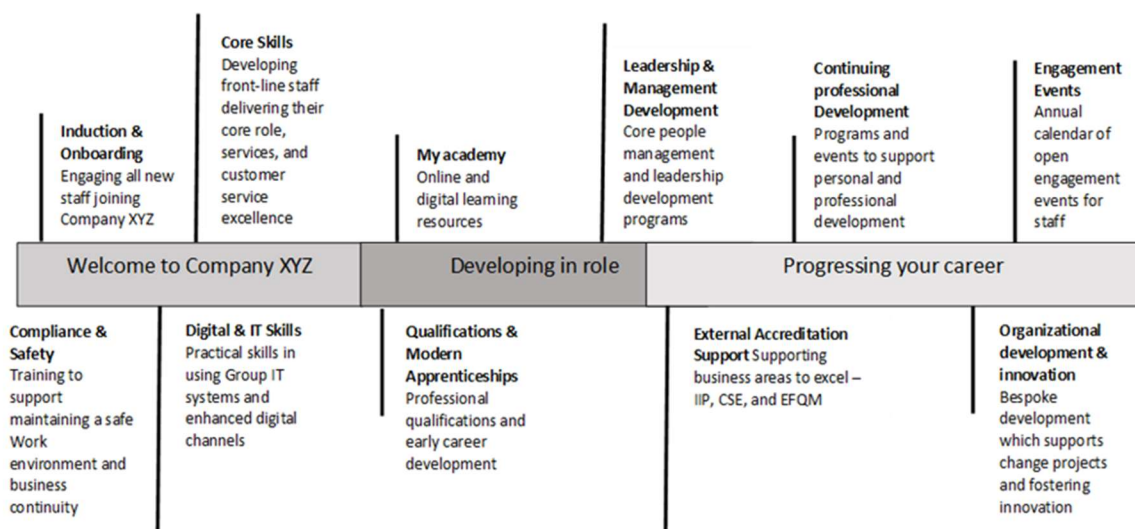 Core Skills
Developing
front-line staff
delivering their
core role,
services, and
customer
service
excellence
Induction &
Onboarding
Engaging all new
staff joining
Company XYZ
My academy
Online and
digital learning
resources
Leadership &
Management
Development
Core people
management
and leadership
development
programs
Continuing
professional
Development
Programs and
events to support
personal and
professional
development
Engagement
Events
Annual
calendar of
open
engagement
events for
staff
Welcome to Company XYZ
Developing in role
Progressing your career
Compliance &
Safety
Training to
support
maintaining a safe
Work
environment and
business
continuity
Digital & IT Skills
Practical skills in
using Group IT
systems and
enhanced digital
channels
Qualifications &
Modern
Apprenticeships
Professional
qualifications and
early career
development
External Accreditation
Support Supporting
business areas to excel –
IIP, CSE, and EFQM
Organizational
development &
innovation
Bespoke
development
which supports
change projects
and fostering
innovation